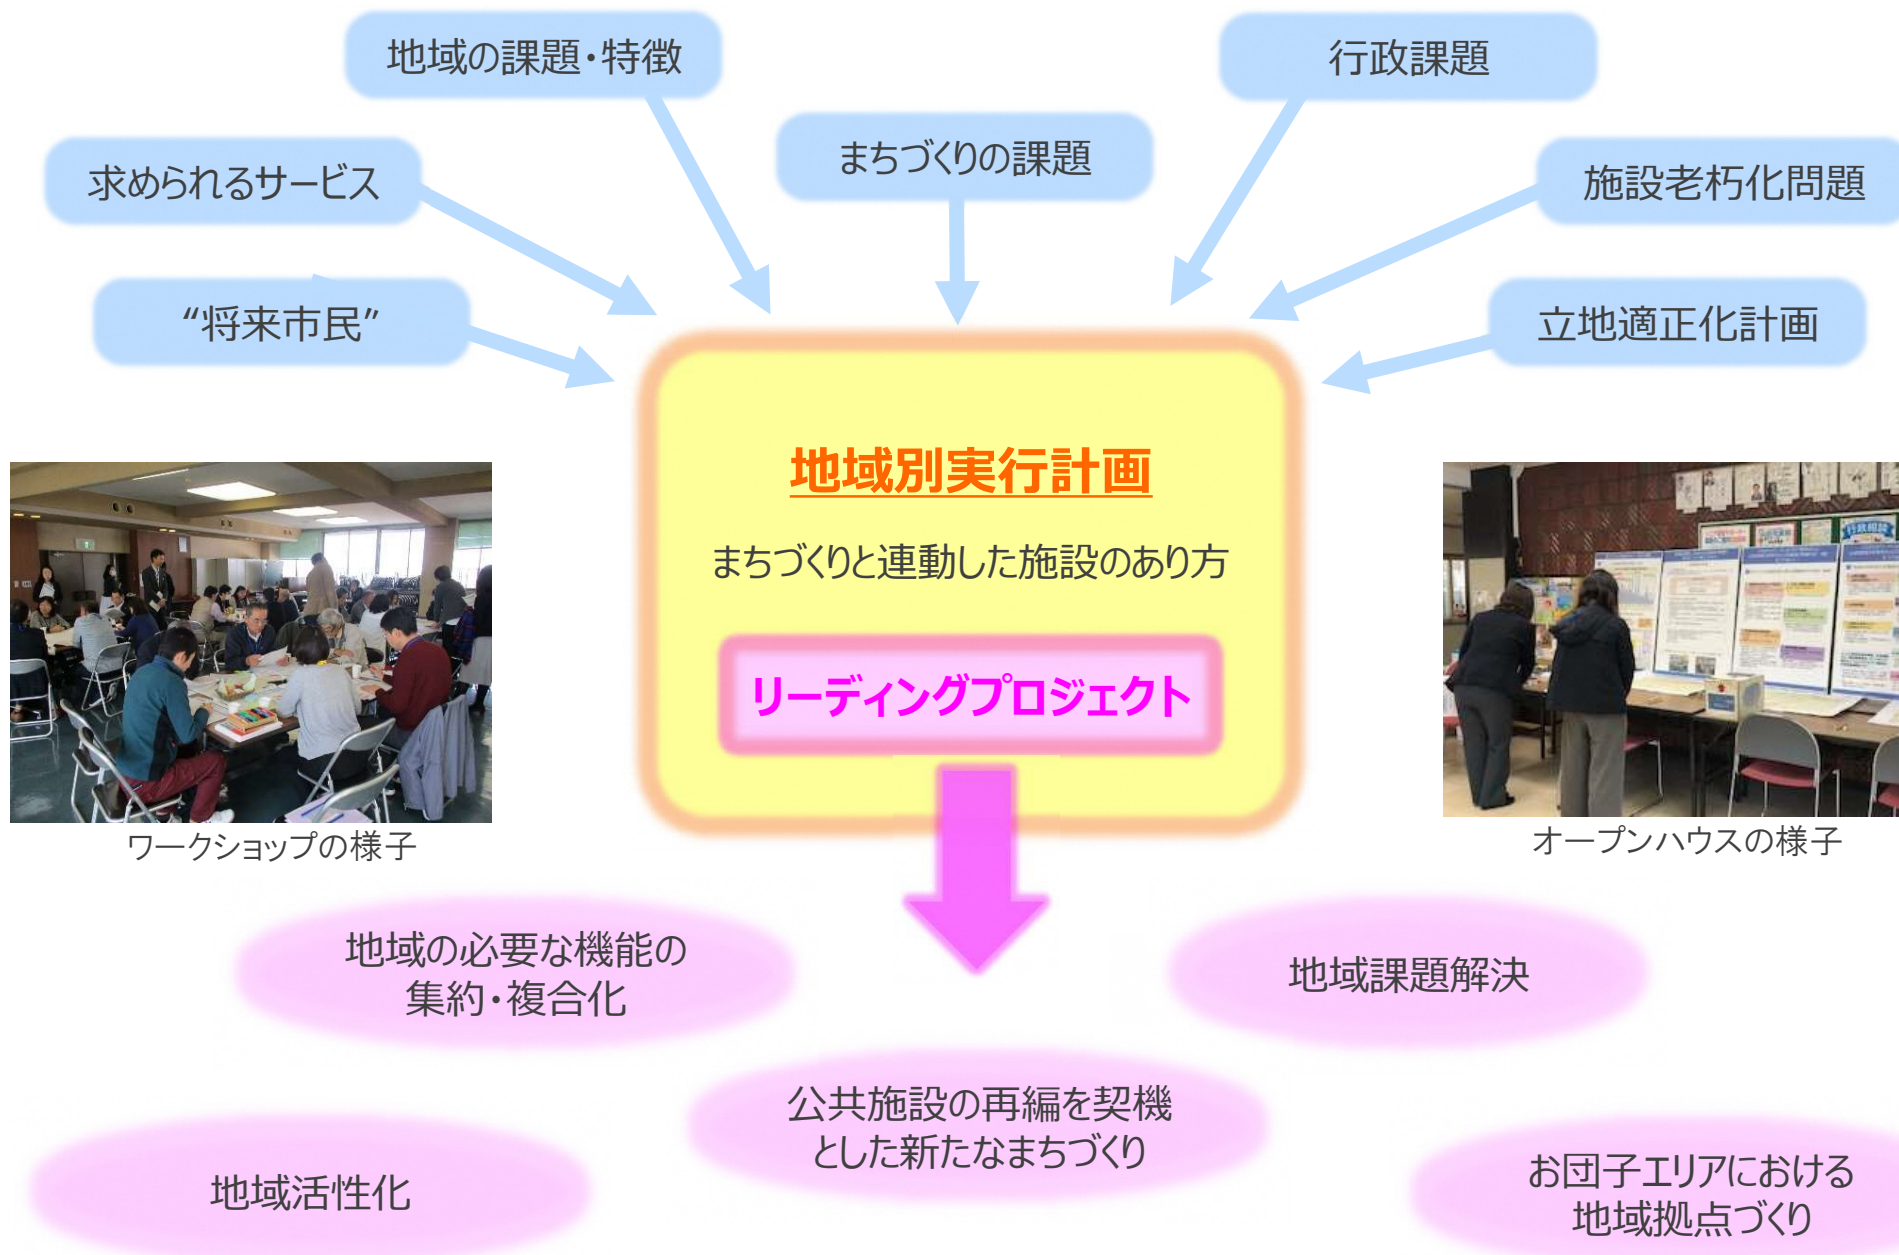 地域の課題・特徴
行政課題
まちづくりの課題
求められるサービス
施設老朽化問題
“将来市民”
立地適正化計画
地域別実行計画
まちづくりと連動した施設のあり方
リーディングプロジェクト
行政相談
ワークショップの様子
オープンハウスの様子
地域の必要な機能の
集約・複合化
地域課題解決
公共施設の再編を契機
とした新たなまちづくり
地域活性化
お団子エリアにおける
地域拠点づくり